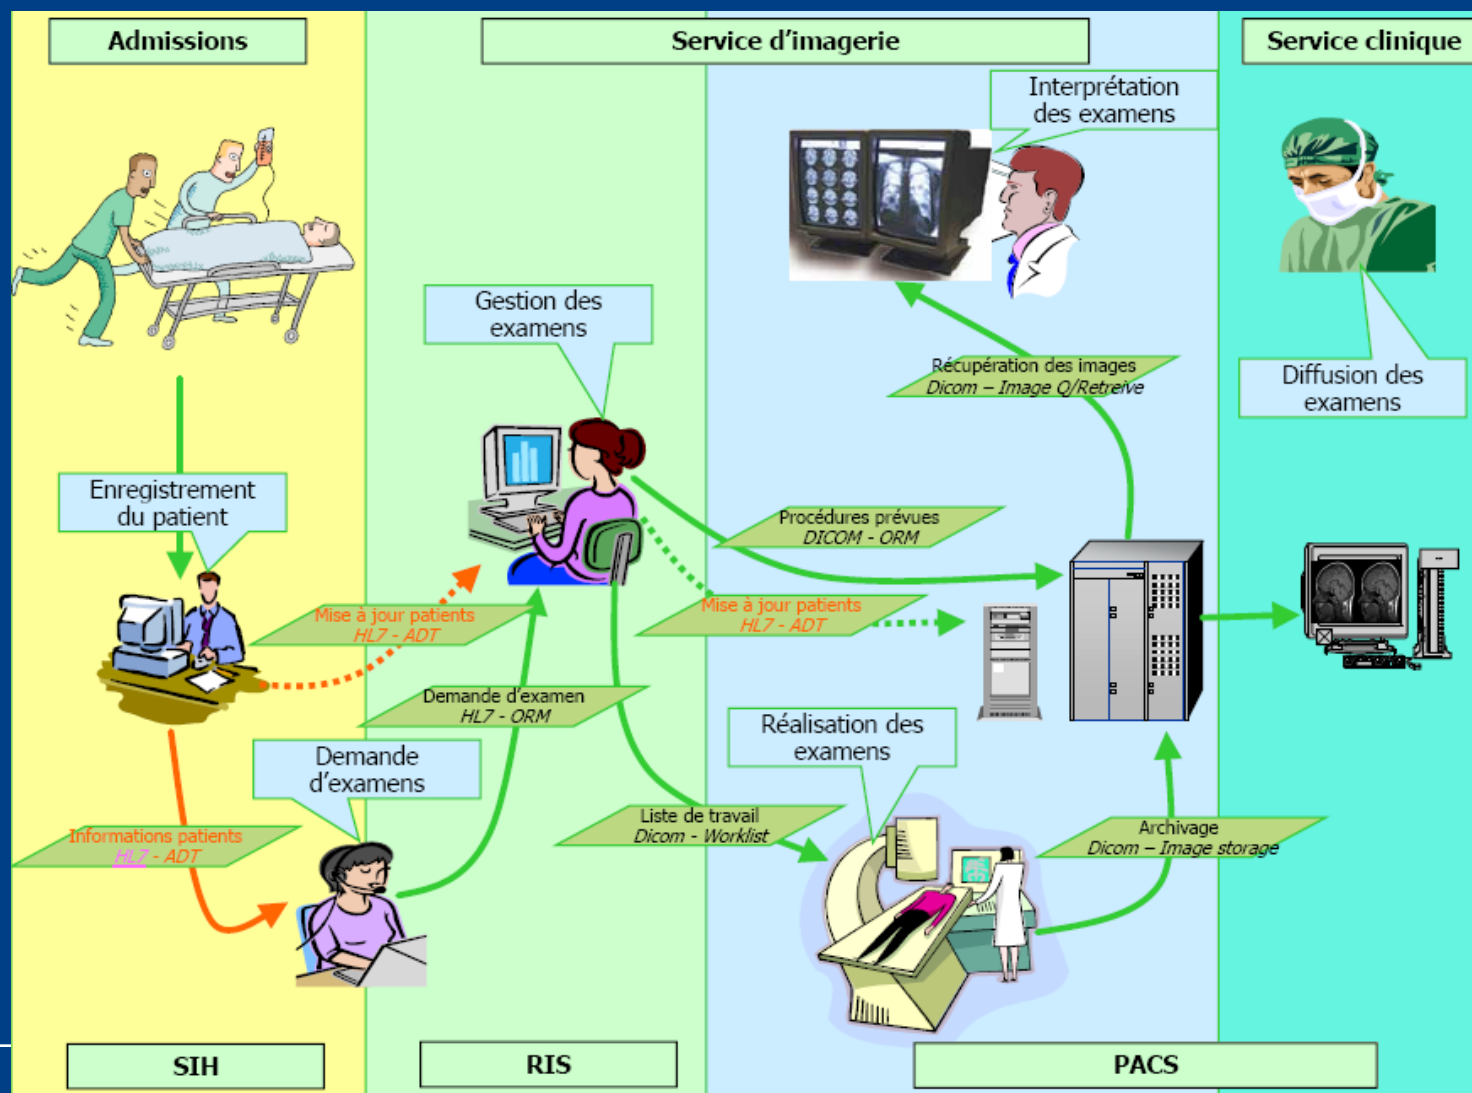 Admissions
Service d'imagerie
Service clinique
Interprétation
des examens
Gestion des
examens
Récupération des images
Dicom – Image Q/Retreive
Diffusion des
examens
Enregistrement
du patient
Procédures prévues
DICOM - ORM
Mise à jour patients
HL7 - ADT
Mise à jour patients
HL7 - ADT
Demande d'examen
HL7 - ORM
Réalisation des
examens
Demande
d'examens
Informations patients
HL7 - ADT
Liste de travail
Dicom - Worklist
Archivage
Dicom – Image storage
SIH
RIS
PACS